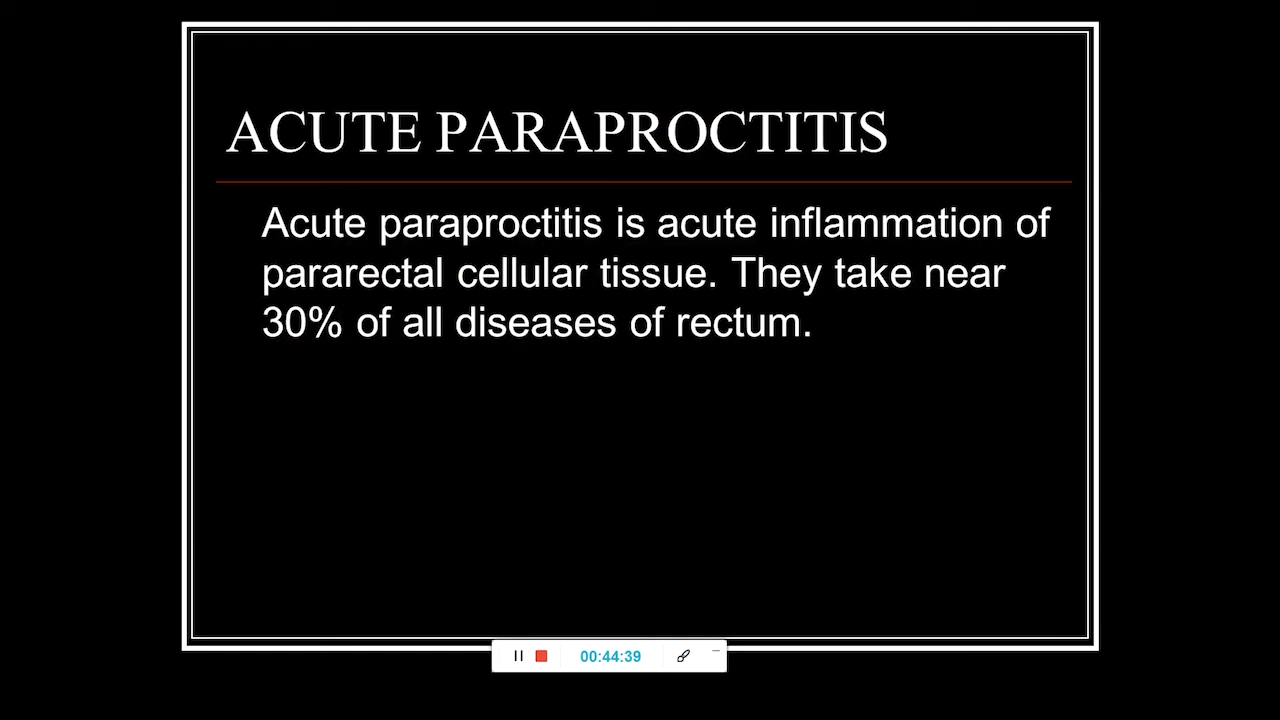 ACUTE PARAPROCTITIS
Acute paraproctitis is acute inflammation of
pararectal cellular tissue. They take near
30% of all diseases of rectum.
00:44:39